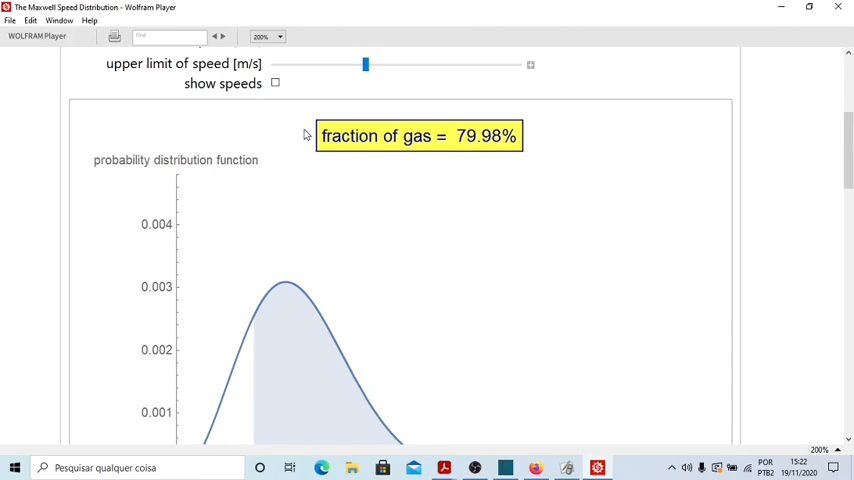 The Maxwell Speed Distribution - Wolfram Player
File Edit Window Help
WOLFRAM Player
Find
200%
upper limit of speed [m/s]
show speeds
fraction of gas = 79.98%
probability distribution function
0.004
0.003
0.002
0.001
200%
Pesquisar qualquer coisa
POR
PTB2
15:22
19/11/2020